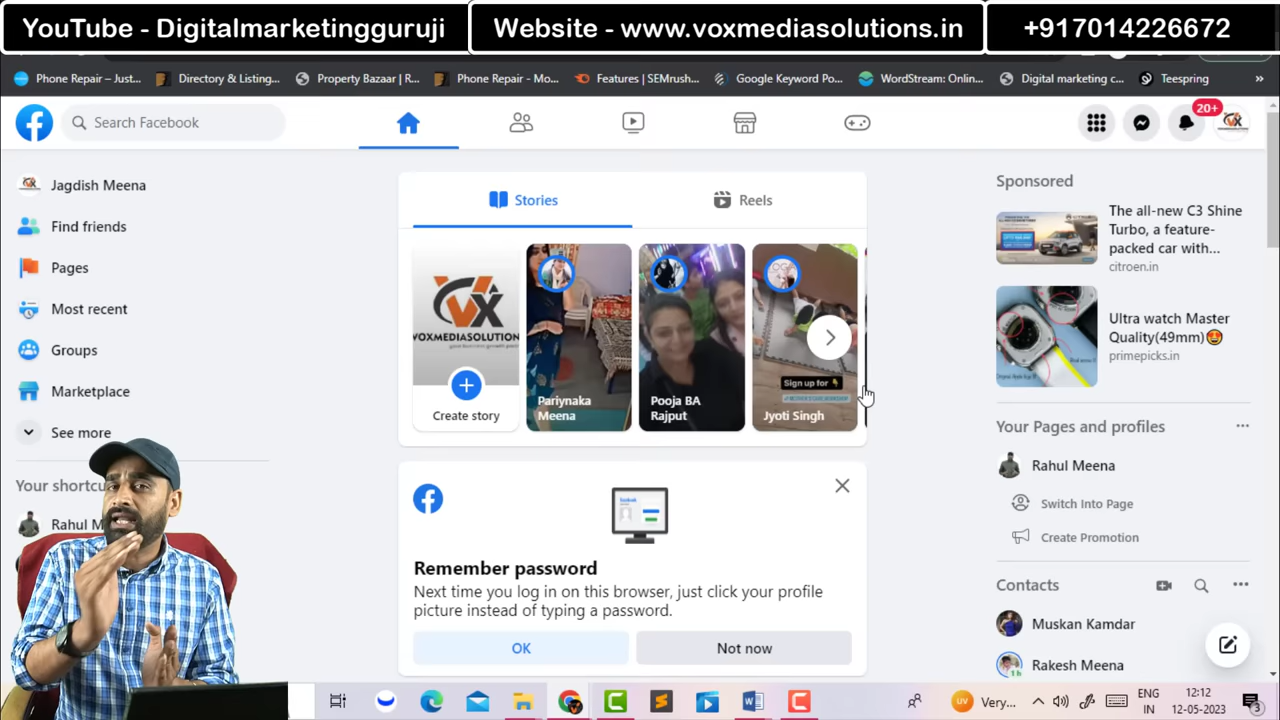 YouTube - Digitalmarketingguruji
Website - www.voxmediasolutions.in
+917014226672
Phone Repair – Just...
Directory & Listing...
Property Bazaar | R...
Phone Repair - Mo...
Features | SEMrush...
Google Keyword Po...
WordStream: Onlin...
Digital marketing c...
Teespring
»
Search Facebook
20+
Jagdish Meena
Find friends
Pages
Most recent
Groups
Marketplace
See more
Your shortcu
Rahul M
Stories
Reels
VOXMEDIASOLUTION
Create story
Pariynaka
Meena
Pooja BA
Rajput
Sign up for
Jyoti Singh
Remember password
Next time you log in on this browser, just click your profile
picture instead of typing a password.
OK
Not now
Sponsored
The all-new C3 Shine
Turbo, a feature-
packed car with...
citroen.in
Ultra watch Master
Quality(49mm)🤩
primepicks.in
Your Pages and profiles
Rahul Meena
Switch Into Page
Create Promotion
Contacts
Muskan Kamdar
Rakesh Meena
1h
UV
Very...
ENG
IN
12:12
12-05-2023
3